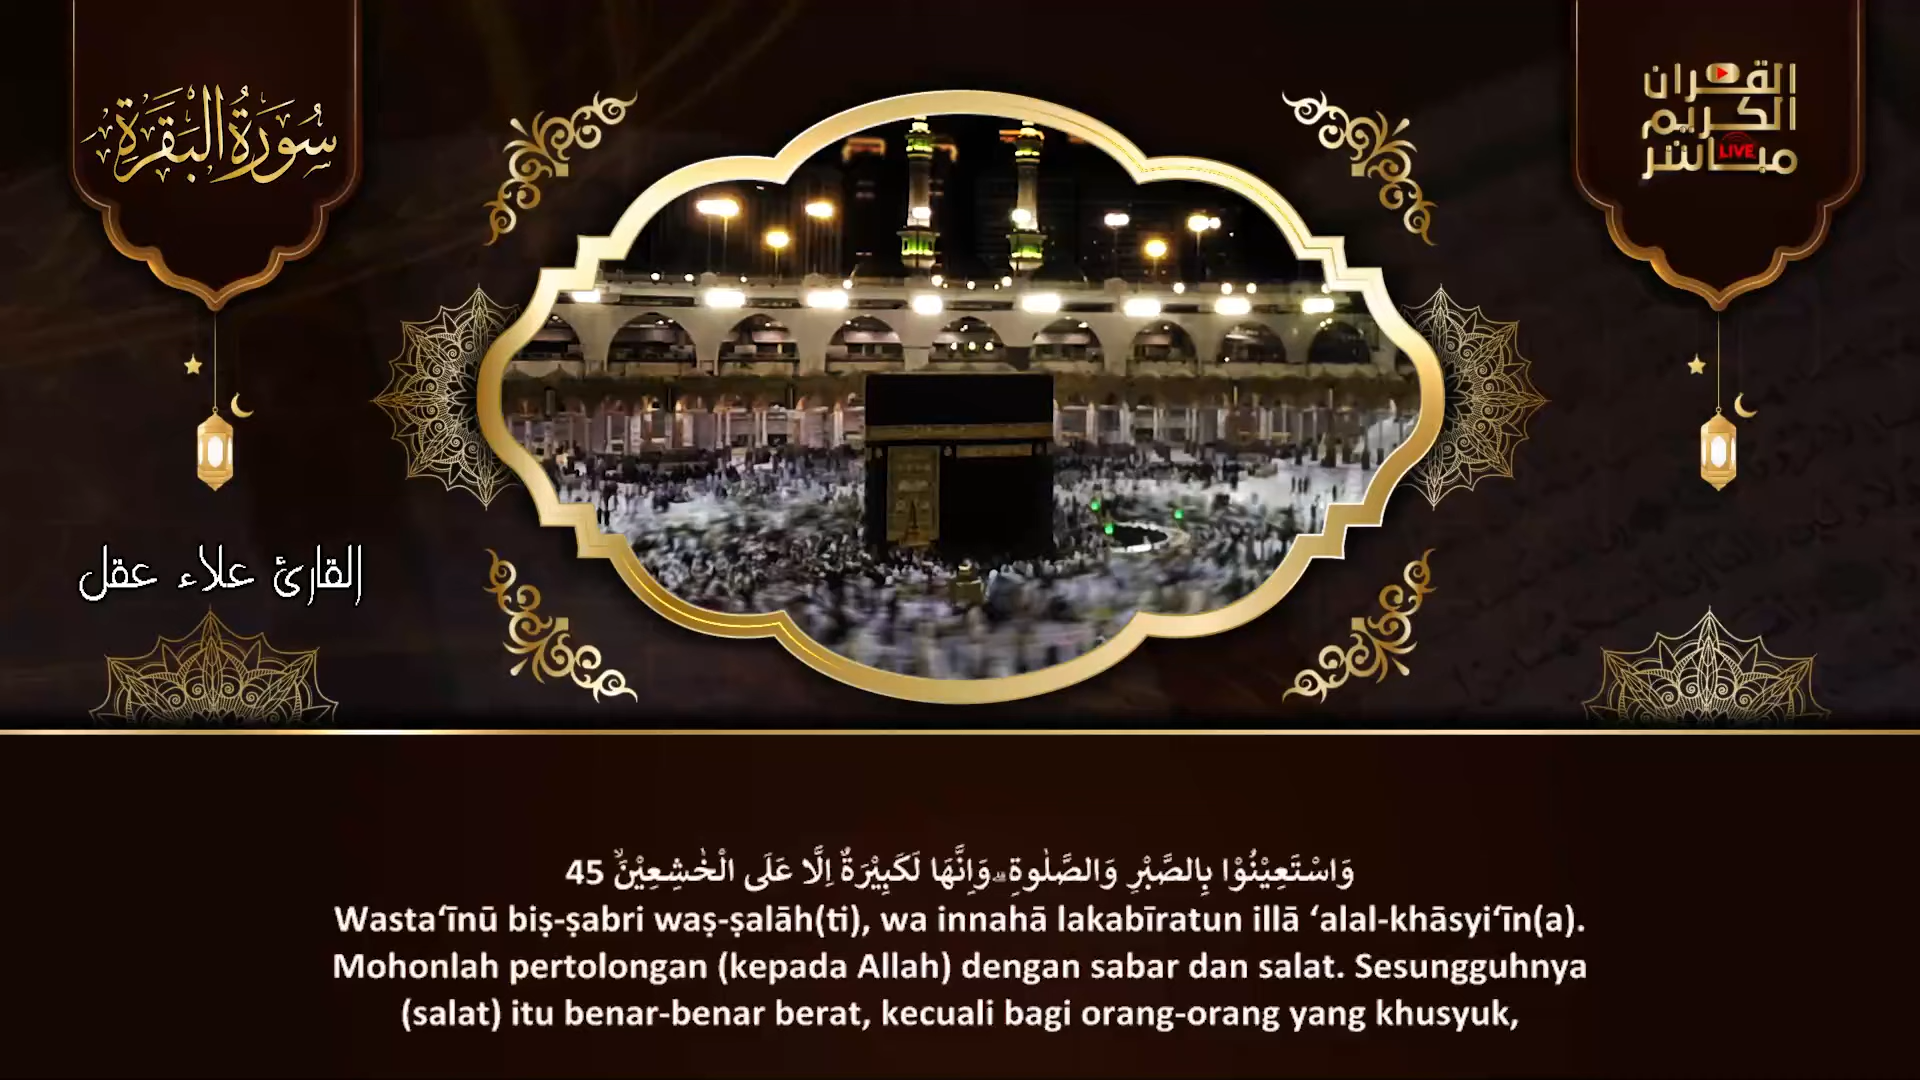 سُورَةُ البَقَرَةِ
القرآن
الكريم
مباشر
LIVE
القارئ علاء عقل
وَاسْتَعِيْنُوْا بِالصَّبْرِ وَالصَّلٰوةِ ۗ وَاِنَّهَا لَكَبِيْرَةٌ اِلَّا عَلَى الْخٰشِعِيْنَۙ 45
Wasta‘īnū biṣ-ṣabri waṣ-ṣalāh(ti), wa innahā lakabīratun illā ‘alal-khāsyi‘īn(a).
Mohonlah pertolongan (kepada Allah) dengan sabar dan salat. Sesungguhnya
(salat) itu benar-benar berat, kecuali bagi orang-orang yang khusyuk,